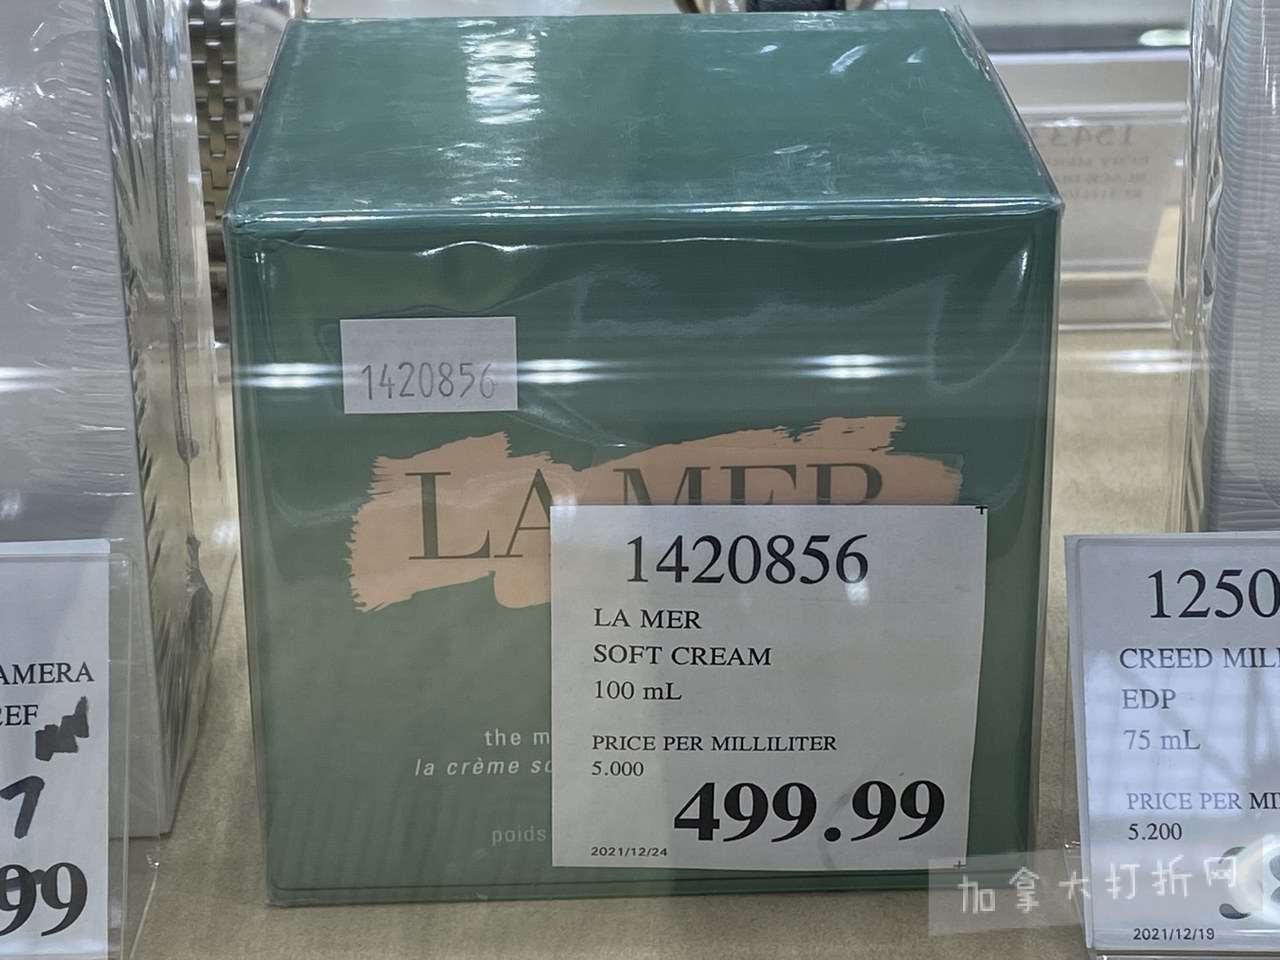 1420856
LA MER
the m
la crème so
poids
1420856
LA MER
SOFT CREAM
100 mL
PRICE PER MILLILITER
5.000
499.99
2021/12/24
AMERA
REF
7
99
1250
CREED MIL
EDP
75 mL
PRICE PER MI
5.200
2021/12/19
加拿大打折网